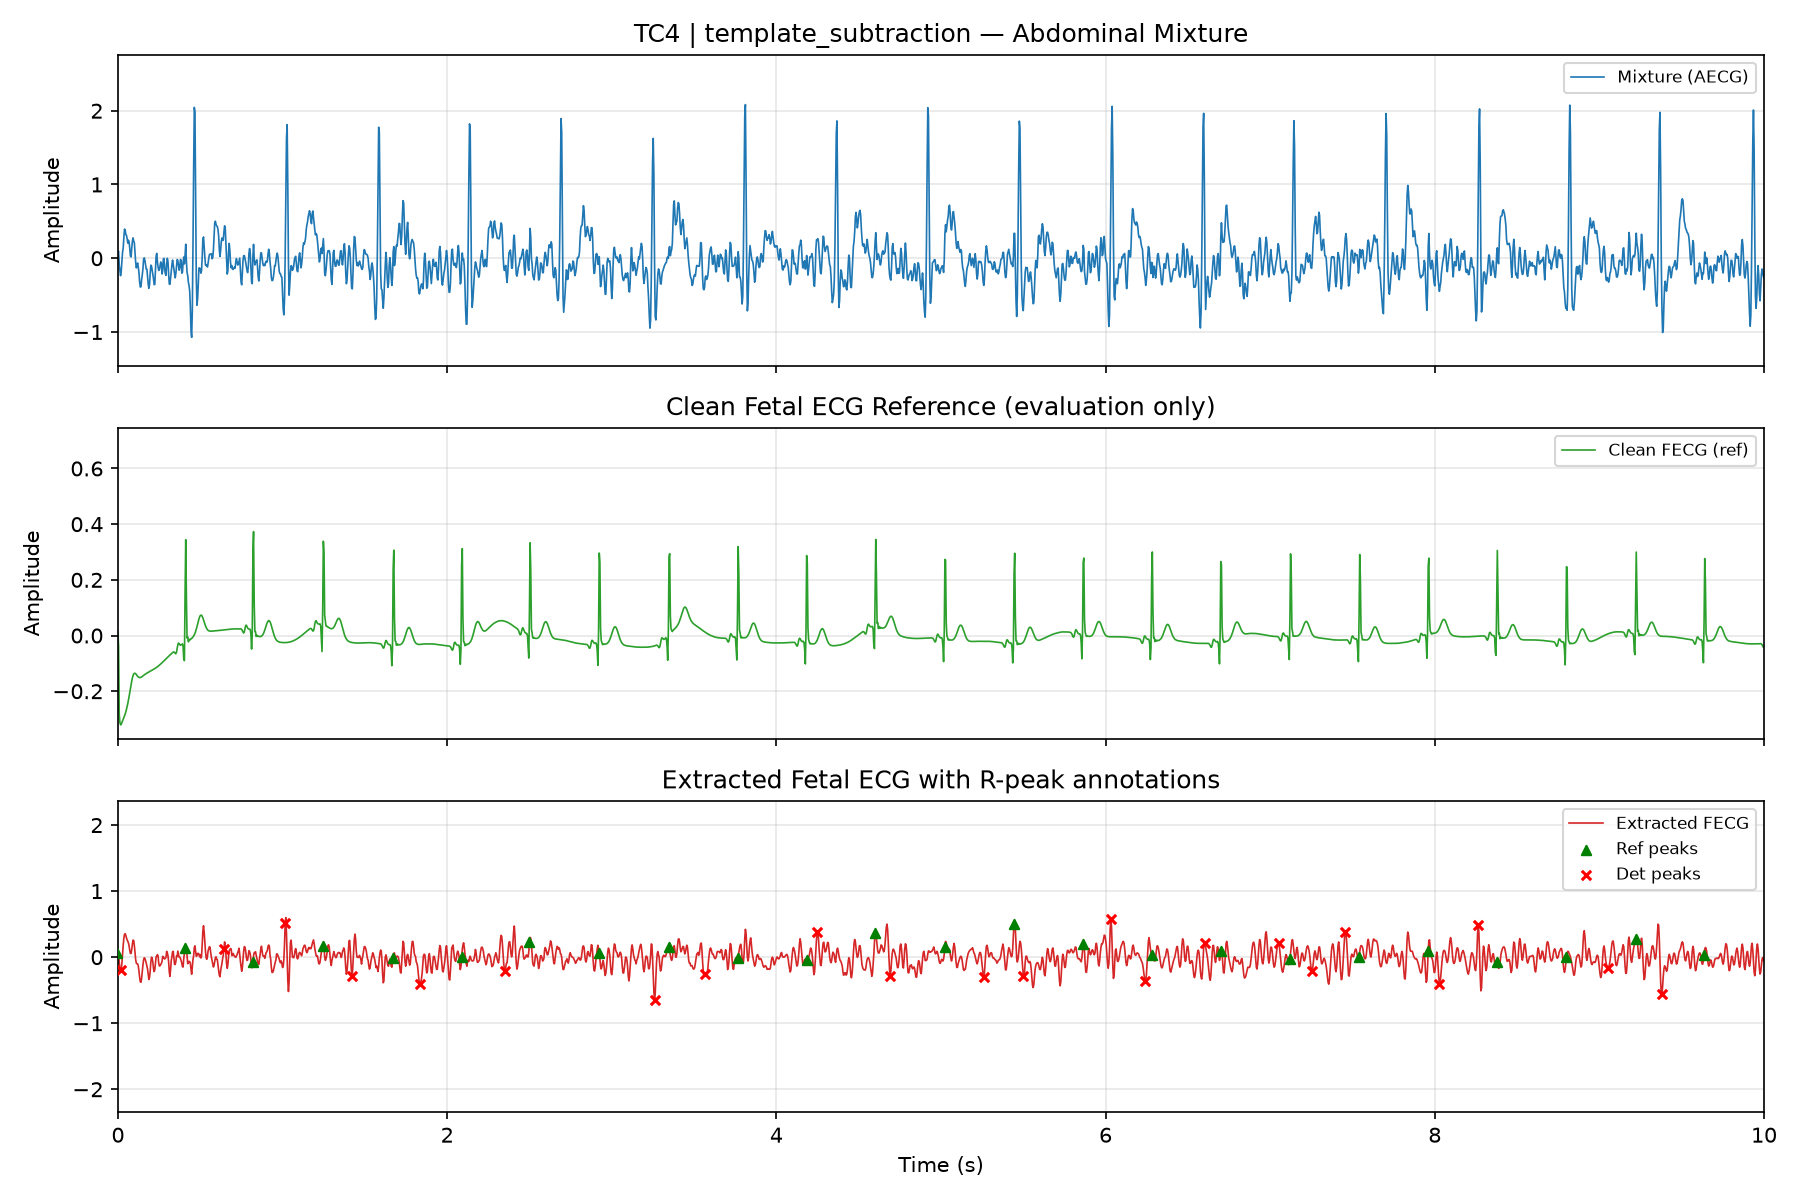 TC4 | template_subtraction — Abdominal Mixture
Mixture (AECG)
Amplitude
2
1
0
−1
Clean Fetal ECG Reference (evaluation only)
Clean FECG (ref)
Amplitude
0.6
0.4
0.2
0.0
−0.2
Extracted Fetal ECG with R-peak annotations
Extracted FECG
Ref peaks
Det peaks
Amplitude
2
1
0
−1
−2
0 2 4 6 8 10
Time (s)